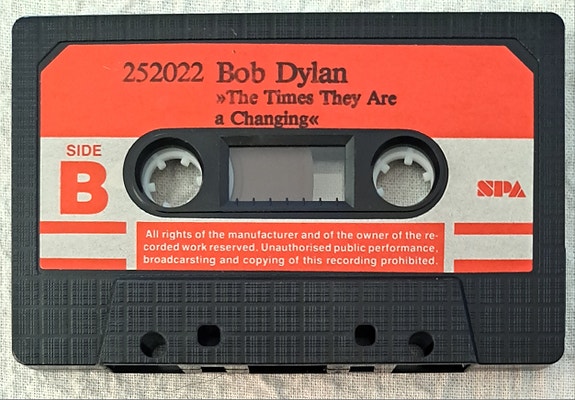 252022 Bob Dylan
»The Times They Are
a Changing«
SIDE
B
SPA
All rights of the manufacturer and of the owner of the re-
corded work reserved. Unauthorised public performance,
broadcarsting and copying of this recording prohibited.